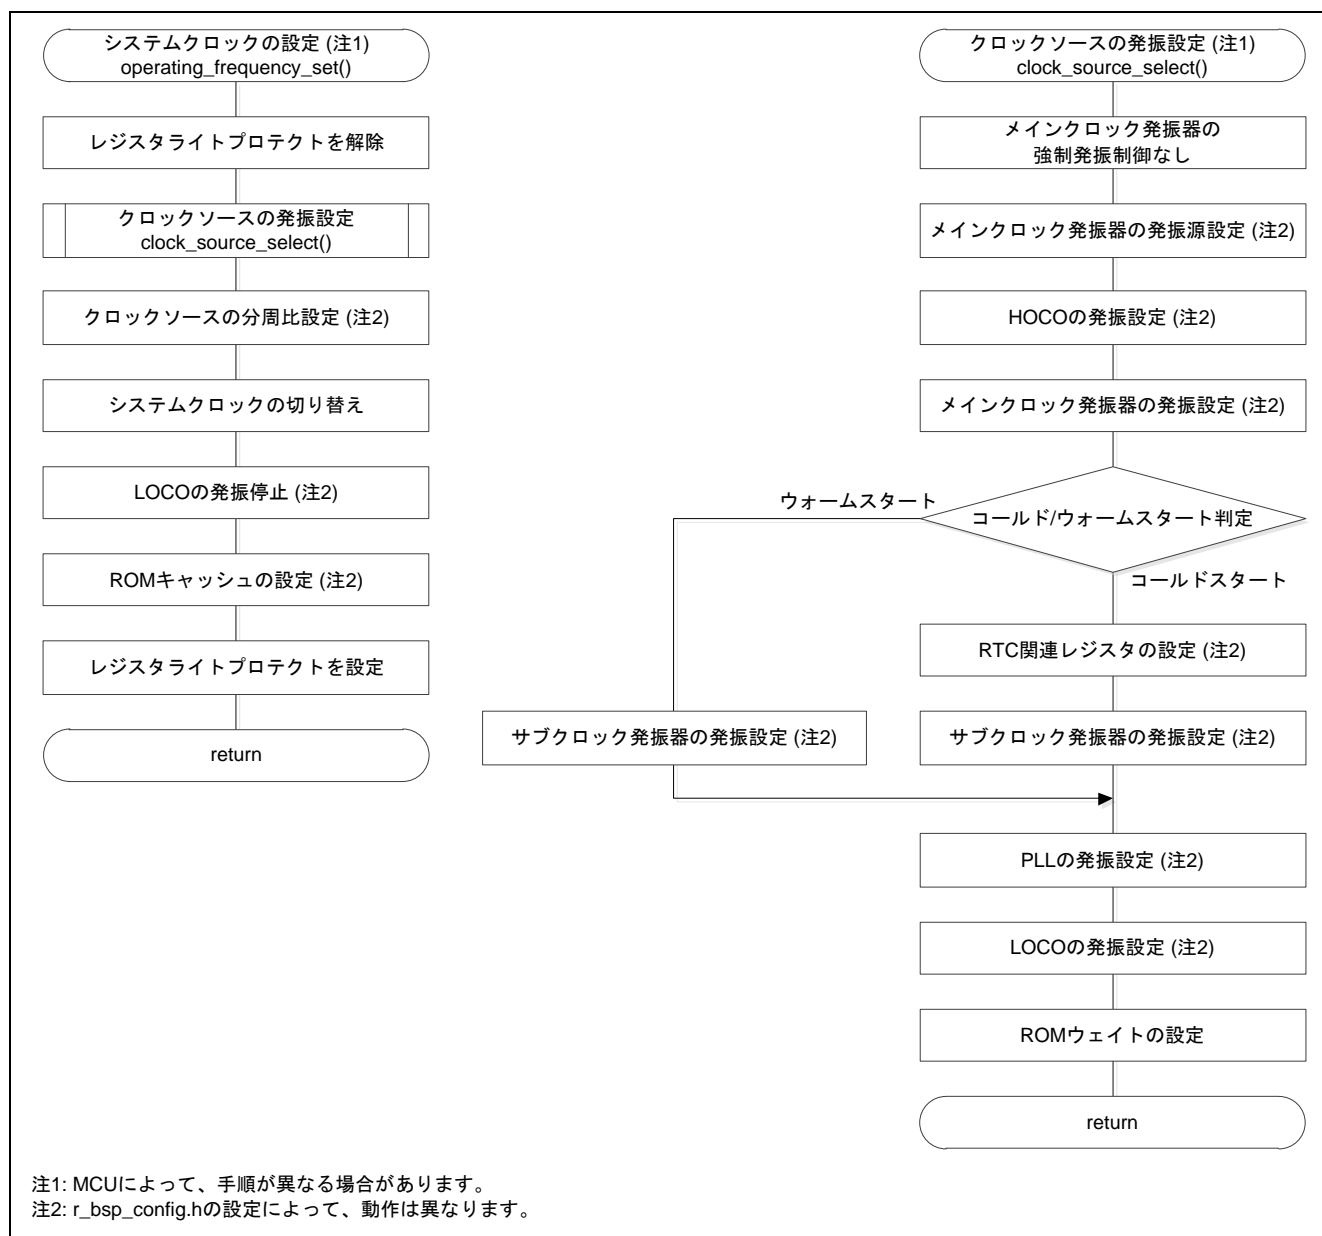 システムクロックの設定 (注1)
operating_frequency_set()
レジスタライトプロテクトを解除
クロックソースの発振設定
clock_source_select()
クロックソースの分周比設定 (注2)
システムクロックの切り替え
LOCOの発振停止 (注2)
ROMキャッシュの設定 (注2)
レジスタライトプロテクトを設定
return
クロックソースの発振設定 (注1)
clock_source_select()
メインクロック発振器の
強制発振制御なし
メインクロック発振器の発振源設定 (注2)
HOCOの発振設定 (注2)
メインクロック発振器の発振設定 (注2)
コールド/ウォームスタート判定
ウォームスタート
コールドスタート
RTC関連レジスタの設定 (注2)
サブクロック発振器の発振設定 (注2)
サブクロック発振器の発振設定 (注2)
PLLの発振設定 (注2)
LOCOの発振設定 (注2)
ROMウェイトの設定
return
注1: MCUによって、手順が異なる場合があります。
注2: r_bsp_config.hの設定によって、動作は異なります。